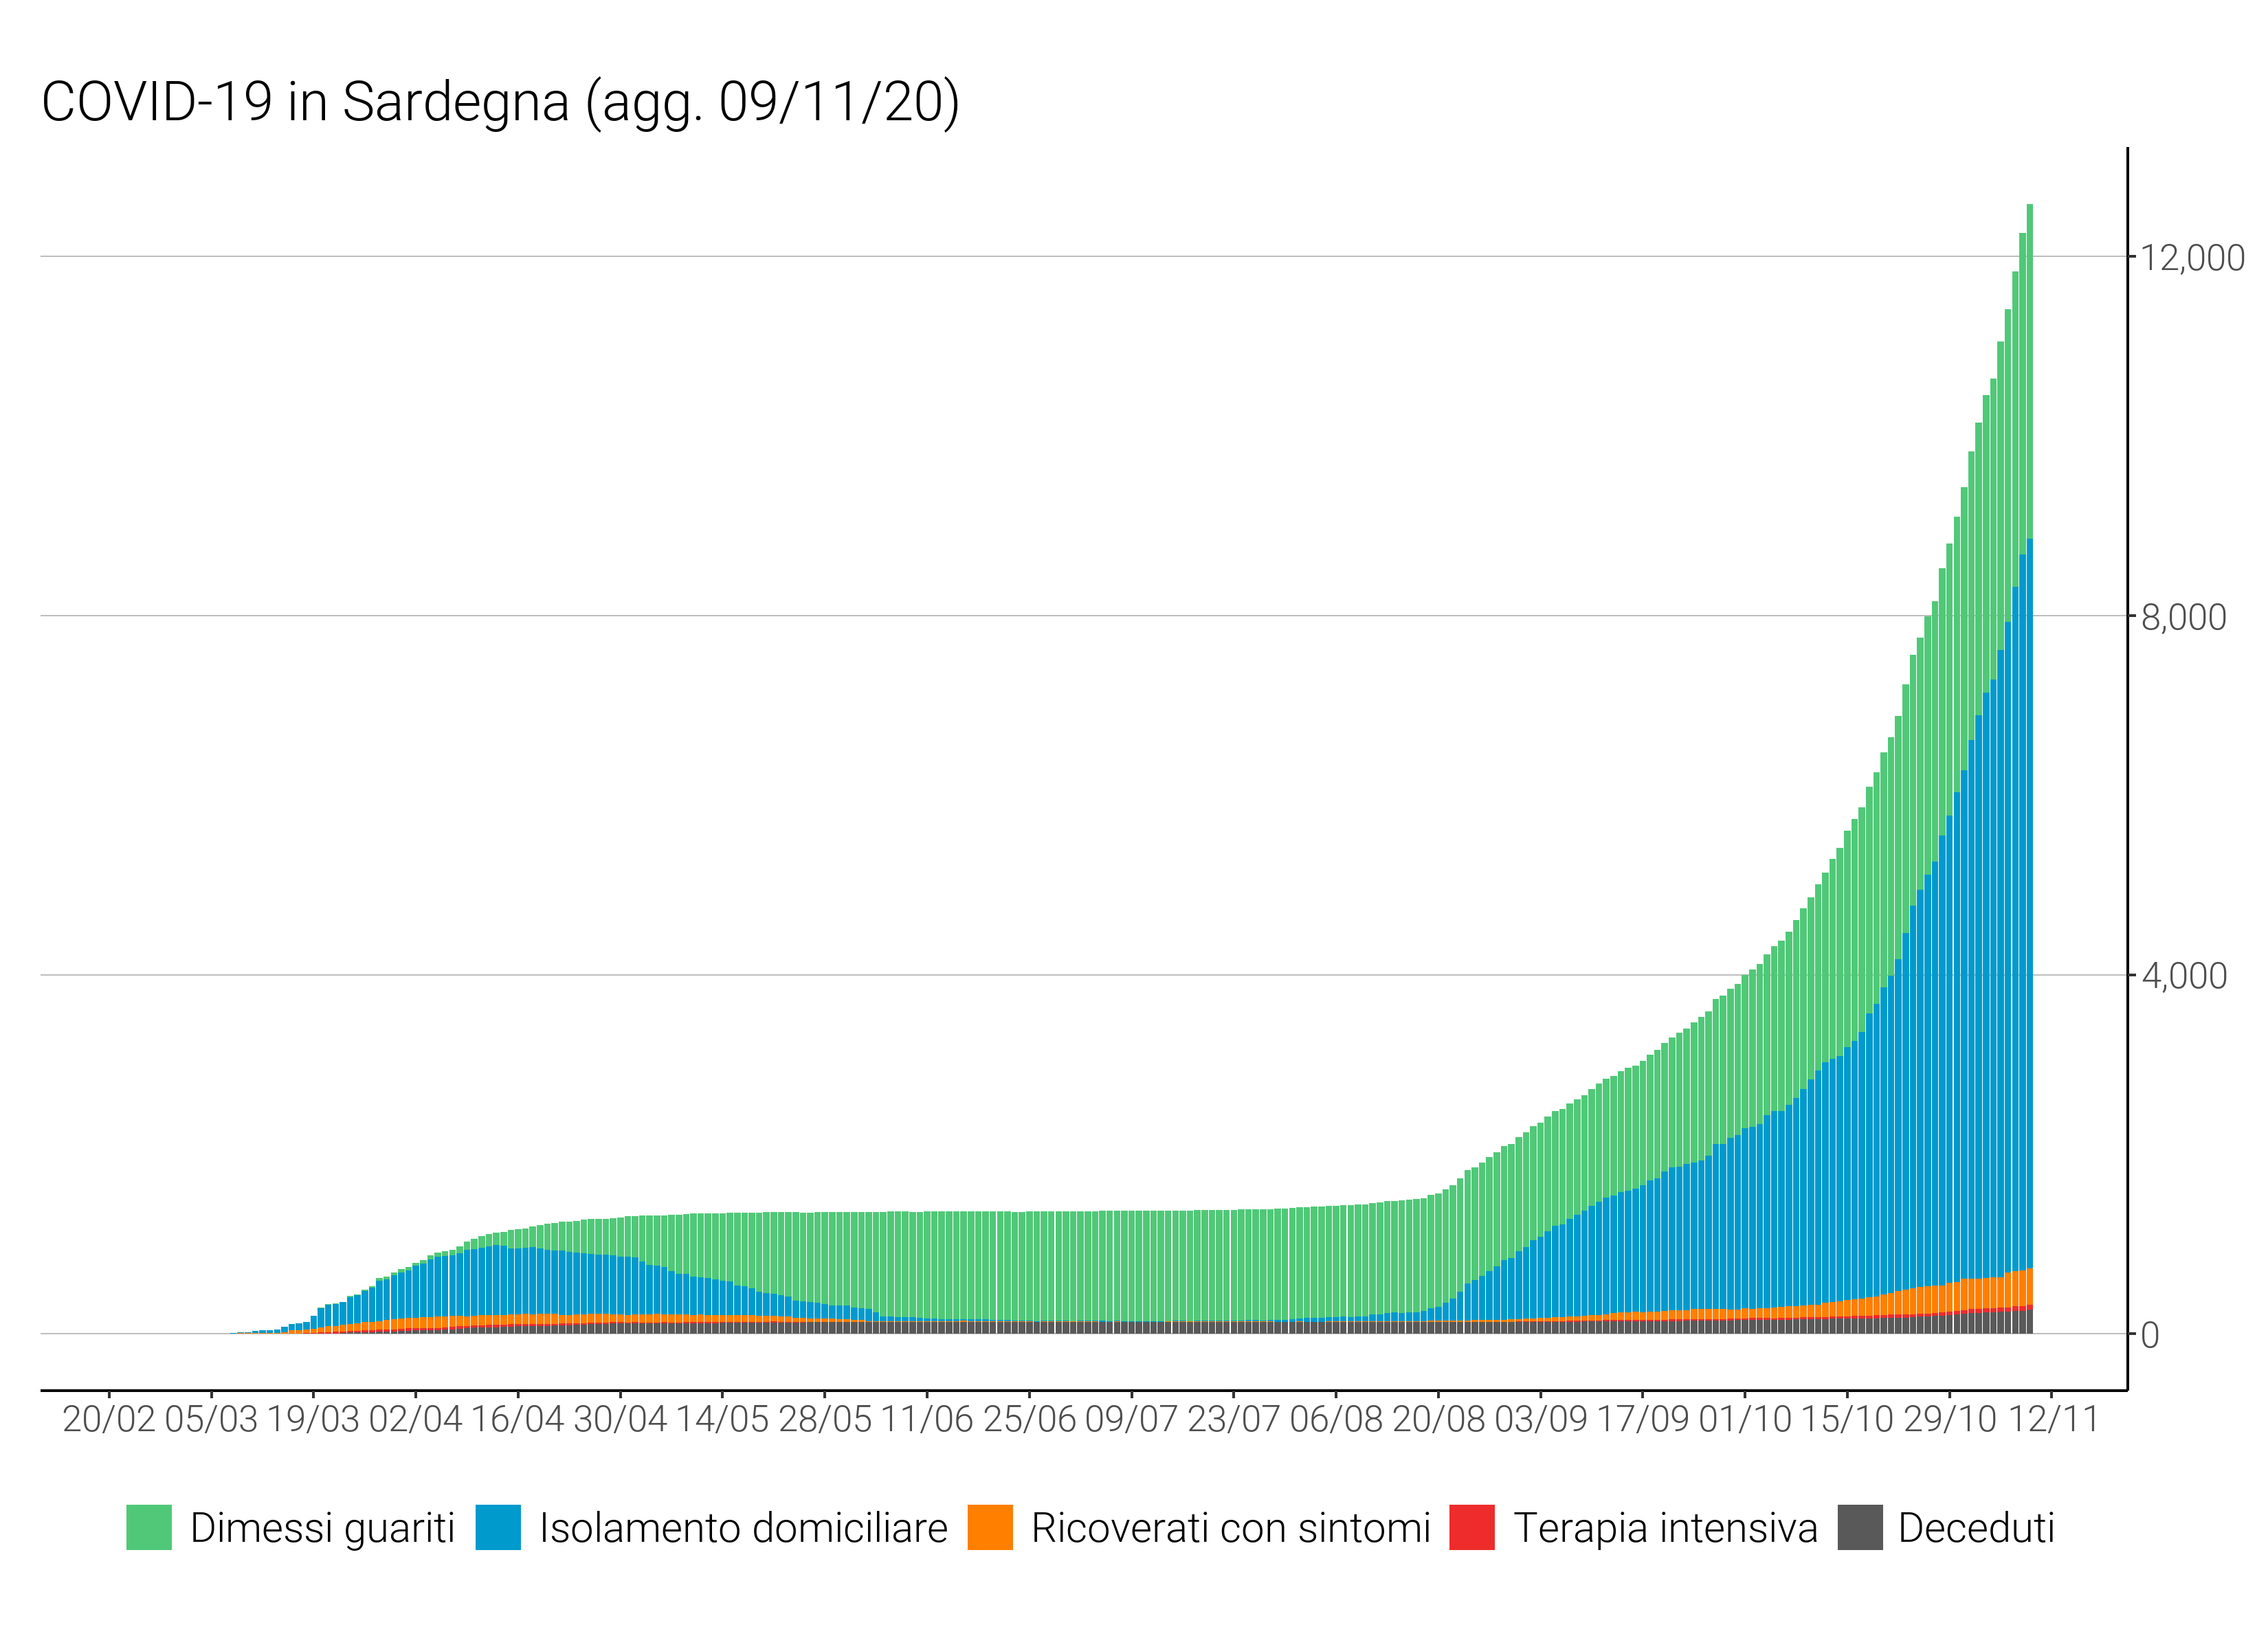 COVID-19 in Sardegna (agg. 09/11/20)
12,000
8,000
4,000
0
20/02 05/03 19/03 02/04 16/04 30/04 14/05 28/05 11/06 25/06 09/07 23/07 06/08 20/08 03/09 17/09 01/10 15/10 29/10 12/11
Dimessi guariti Isolamento domiciliare Ricoverati con sintomi Terapia intensiva Deceduti